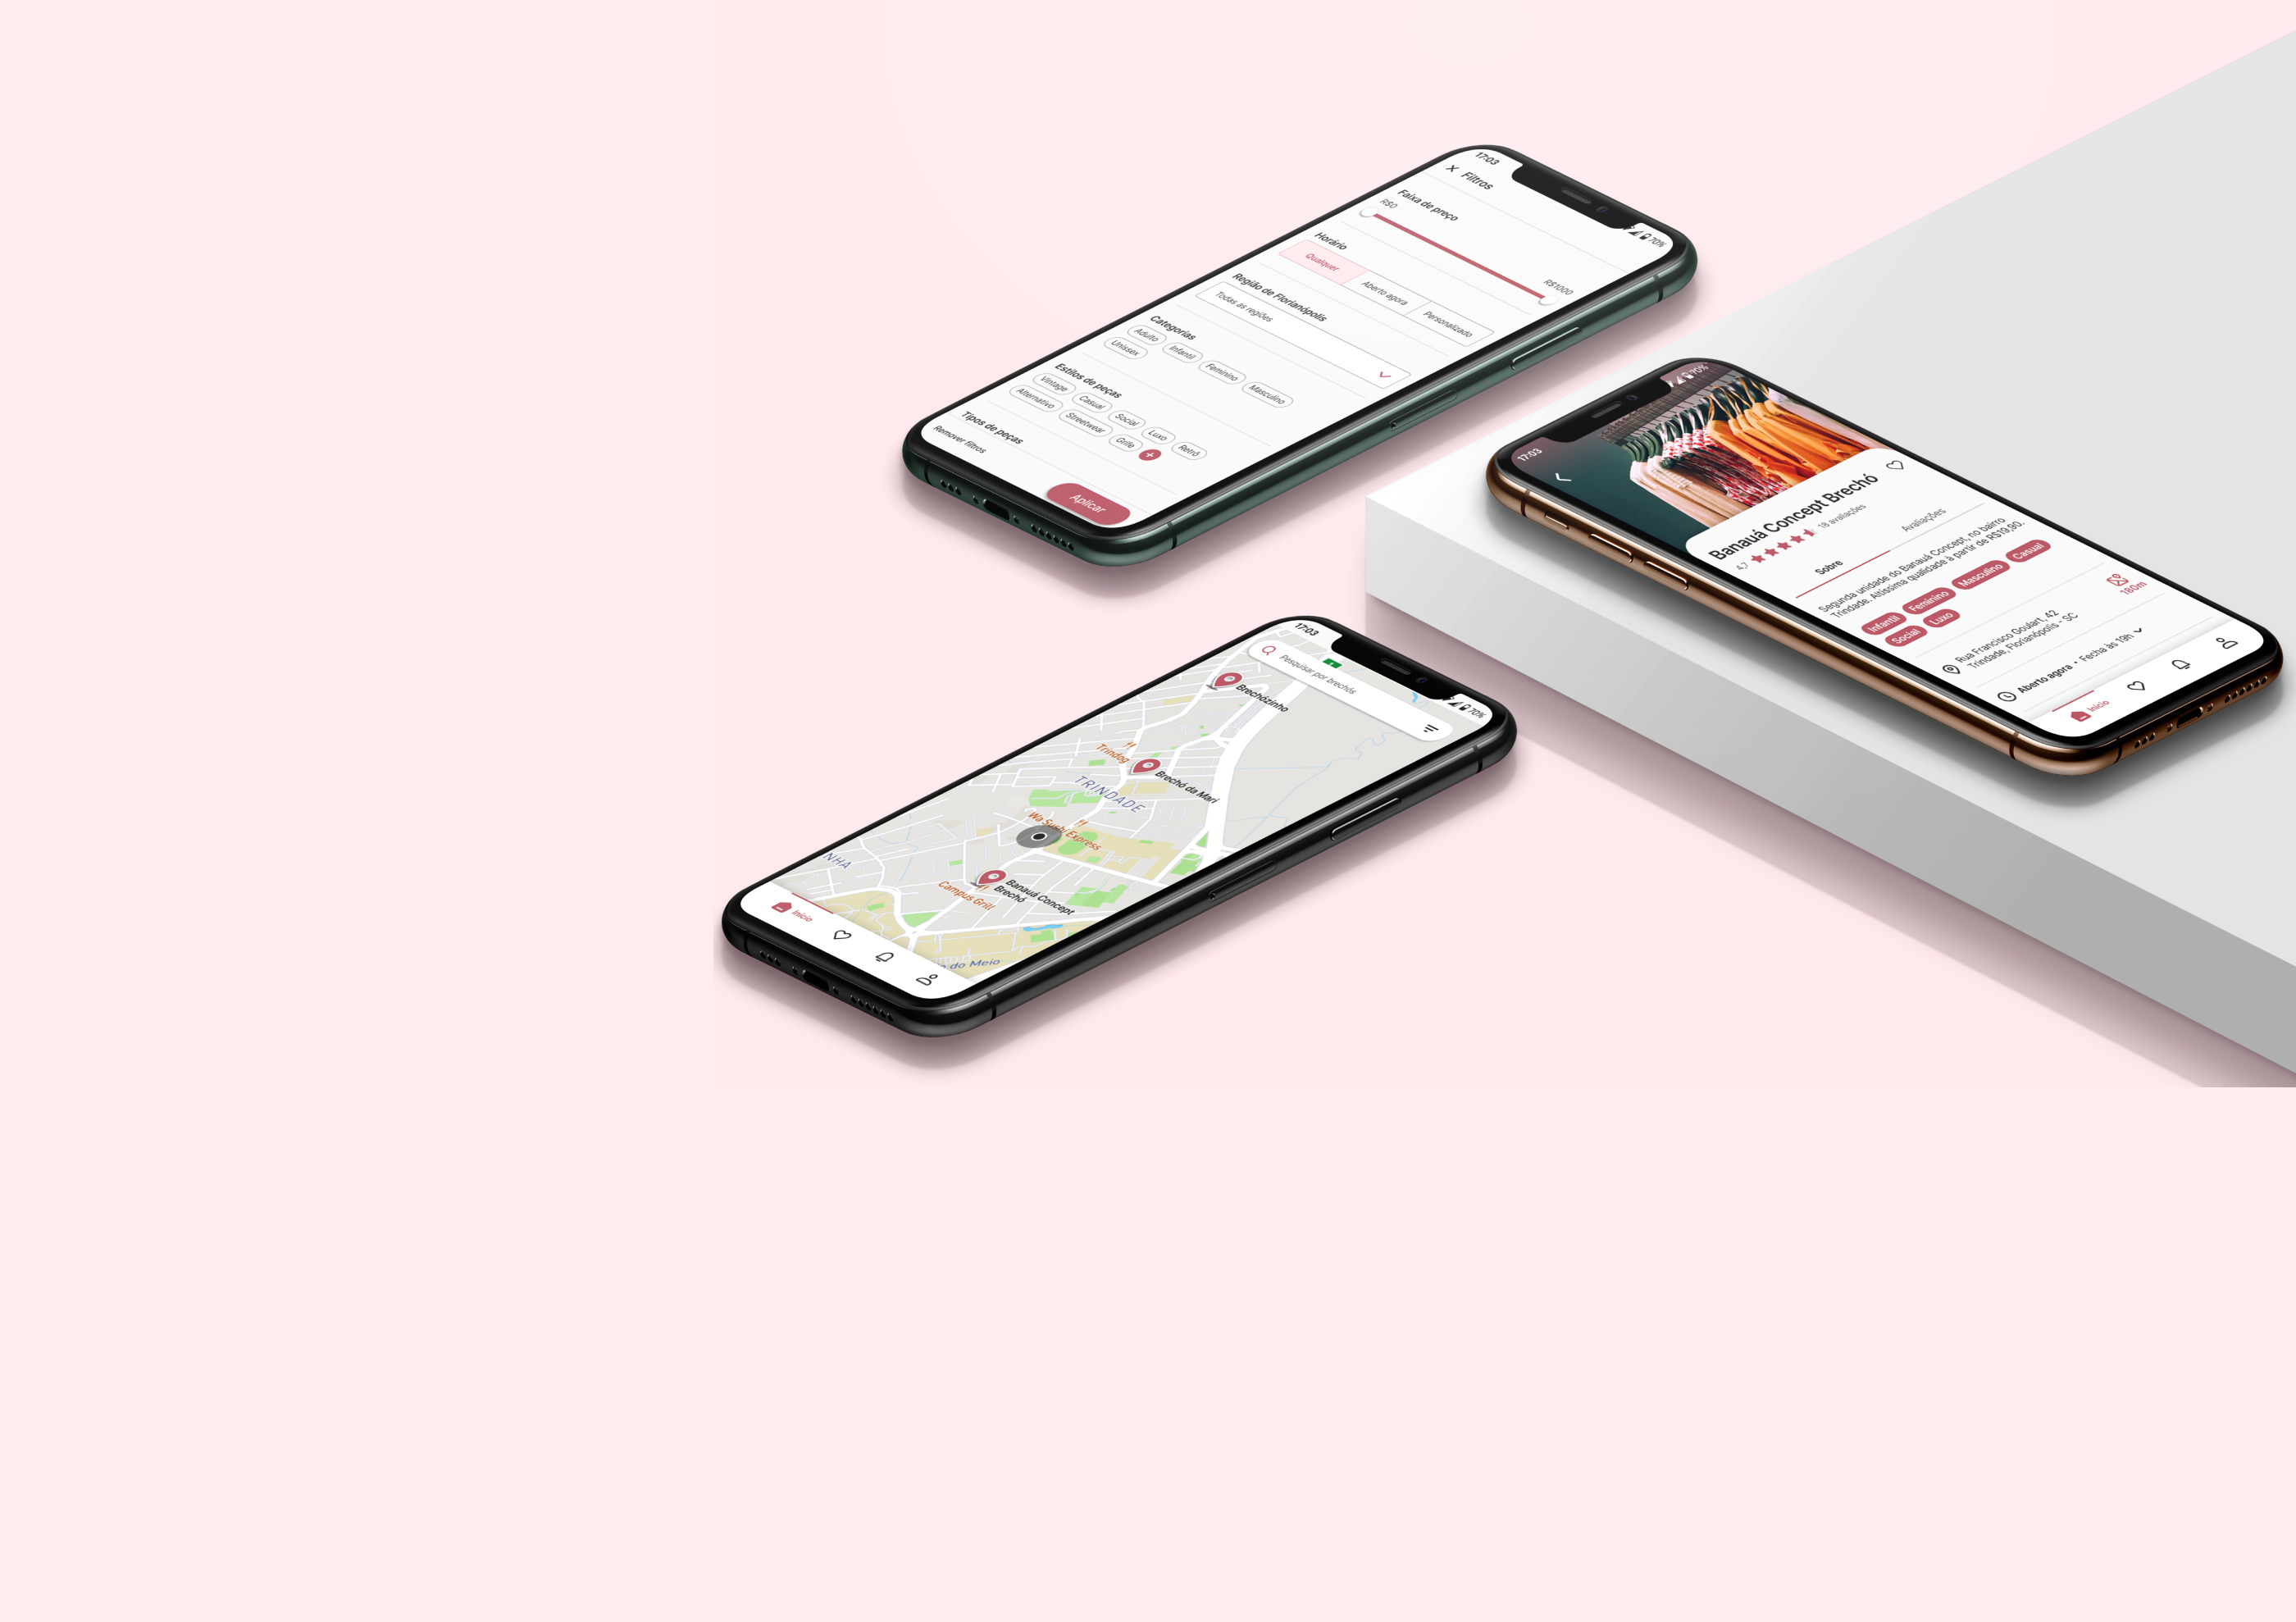 17:03
70%
Filtros
Faixa de preço
R$0
R$1000
Horário
Qualquer
Aberto agora
Personalizado
Região de Florianópolis
Todas as regiões
Categorias
Adulto
Infantil
Feminino
Masculino
Unissex
Estilos de peças
Vintage
Casual
Social
Luxo
Retrô
Alternativo
Streetwear
Grife
+
Tipos de peças
Remover filtros
Aplicar
17:03
70%
Banauá Concept Brechó
4,7
18 avaliações
Sobre
Avaliações
Segunda unidade do Banauá Concept, no bairro
Trindade. Altíssima qualidade à partir de R$19,90.
Infantil
Feminino
Masculino
Casual
Social
Luxo
Rua Francisco Goulart, 42
Trindade, Florianópolis - SC
180m
Aberto agora • Fecha às 19h
Início
17:03
70%
Pesquisar por brechós
Brechózinho
Trindog
Brechó da Mari
TRINDADE
Wa Sushi Express
NHA
Campus Grill
Banauá Concept
Brechó
do Meio
Início